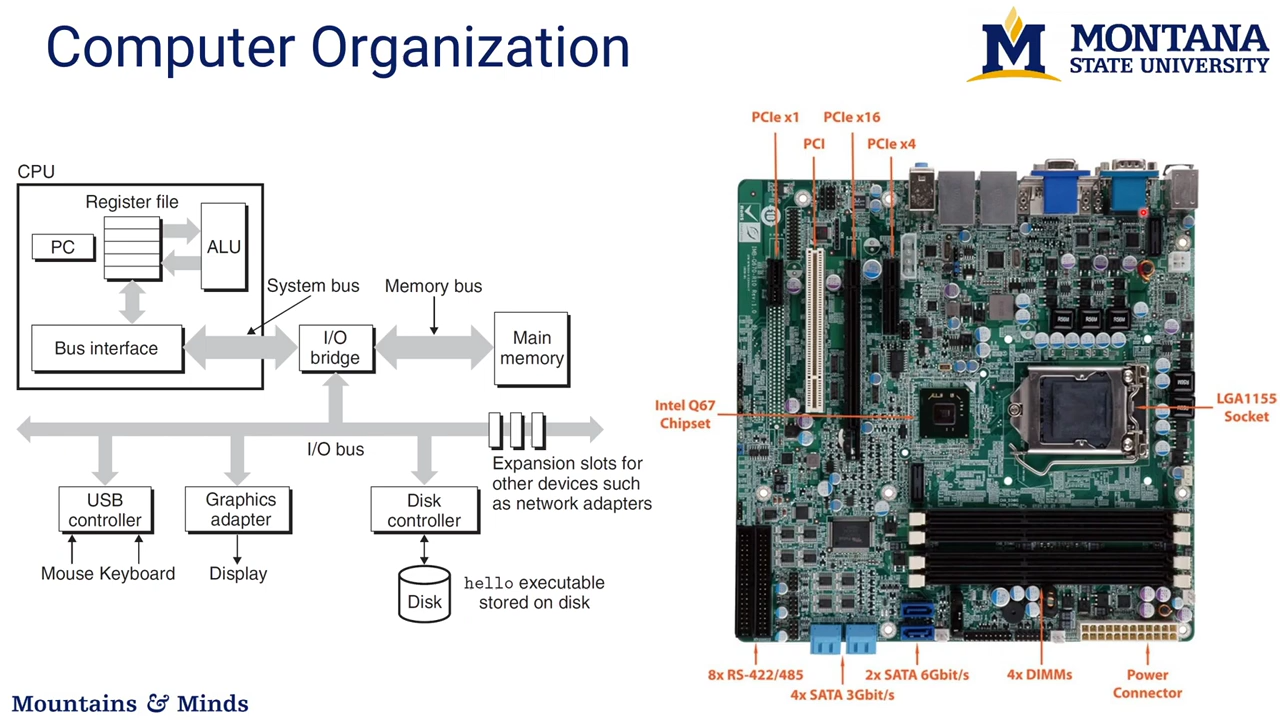 Computer Organization
MONTANA
STATE UNIVERSITY
CPU
Register file
PC
ALU
System bus
Memory bus
Bus interface
I/O
bridge
Main
memory
I/O bus
Expansion slots for
other devices such
as network adapters
USB
controller
Graphics
adapter
Disk
controller
Mouse Keyboard
Display
Disk
hello executable
stored on disk
PCIe x1
PCIe x16
PCI
PCIe x4
Intel Q67
Chipset
LGA1155
Socket
8x RS-422/485
4x SATA 3Gbit/s
2x SATA 6Gbit/s
4x DIMMs
Power
Connector
Mountains & Minds